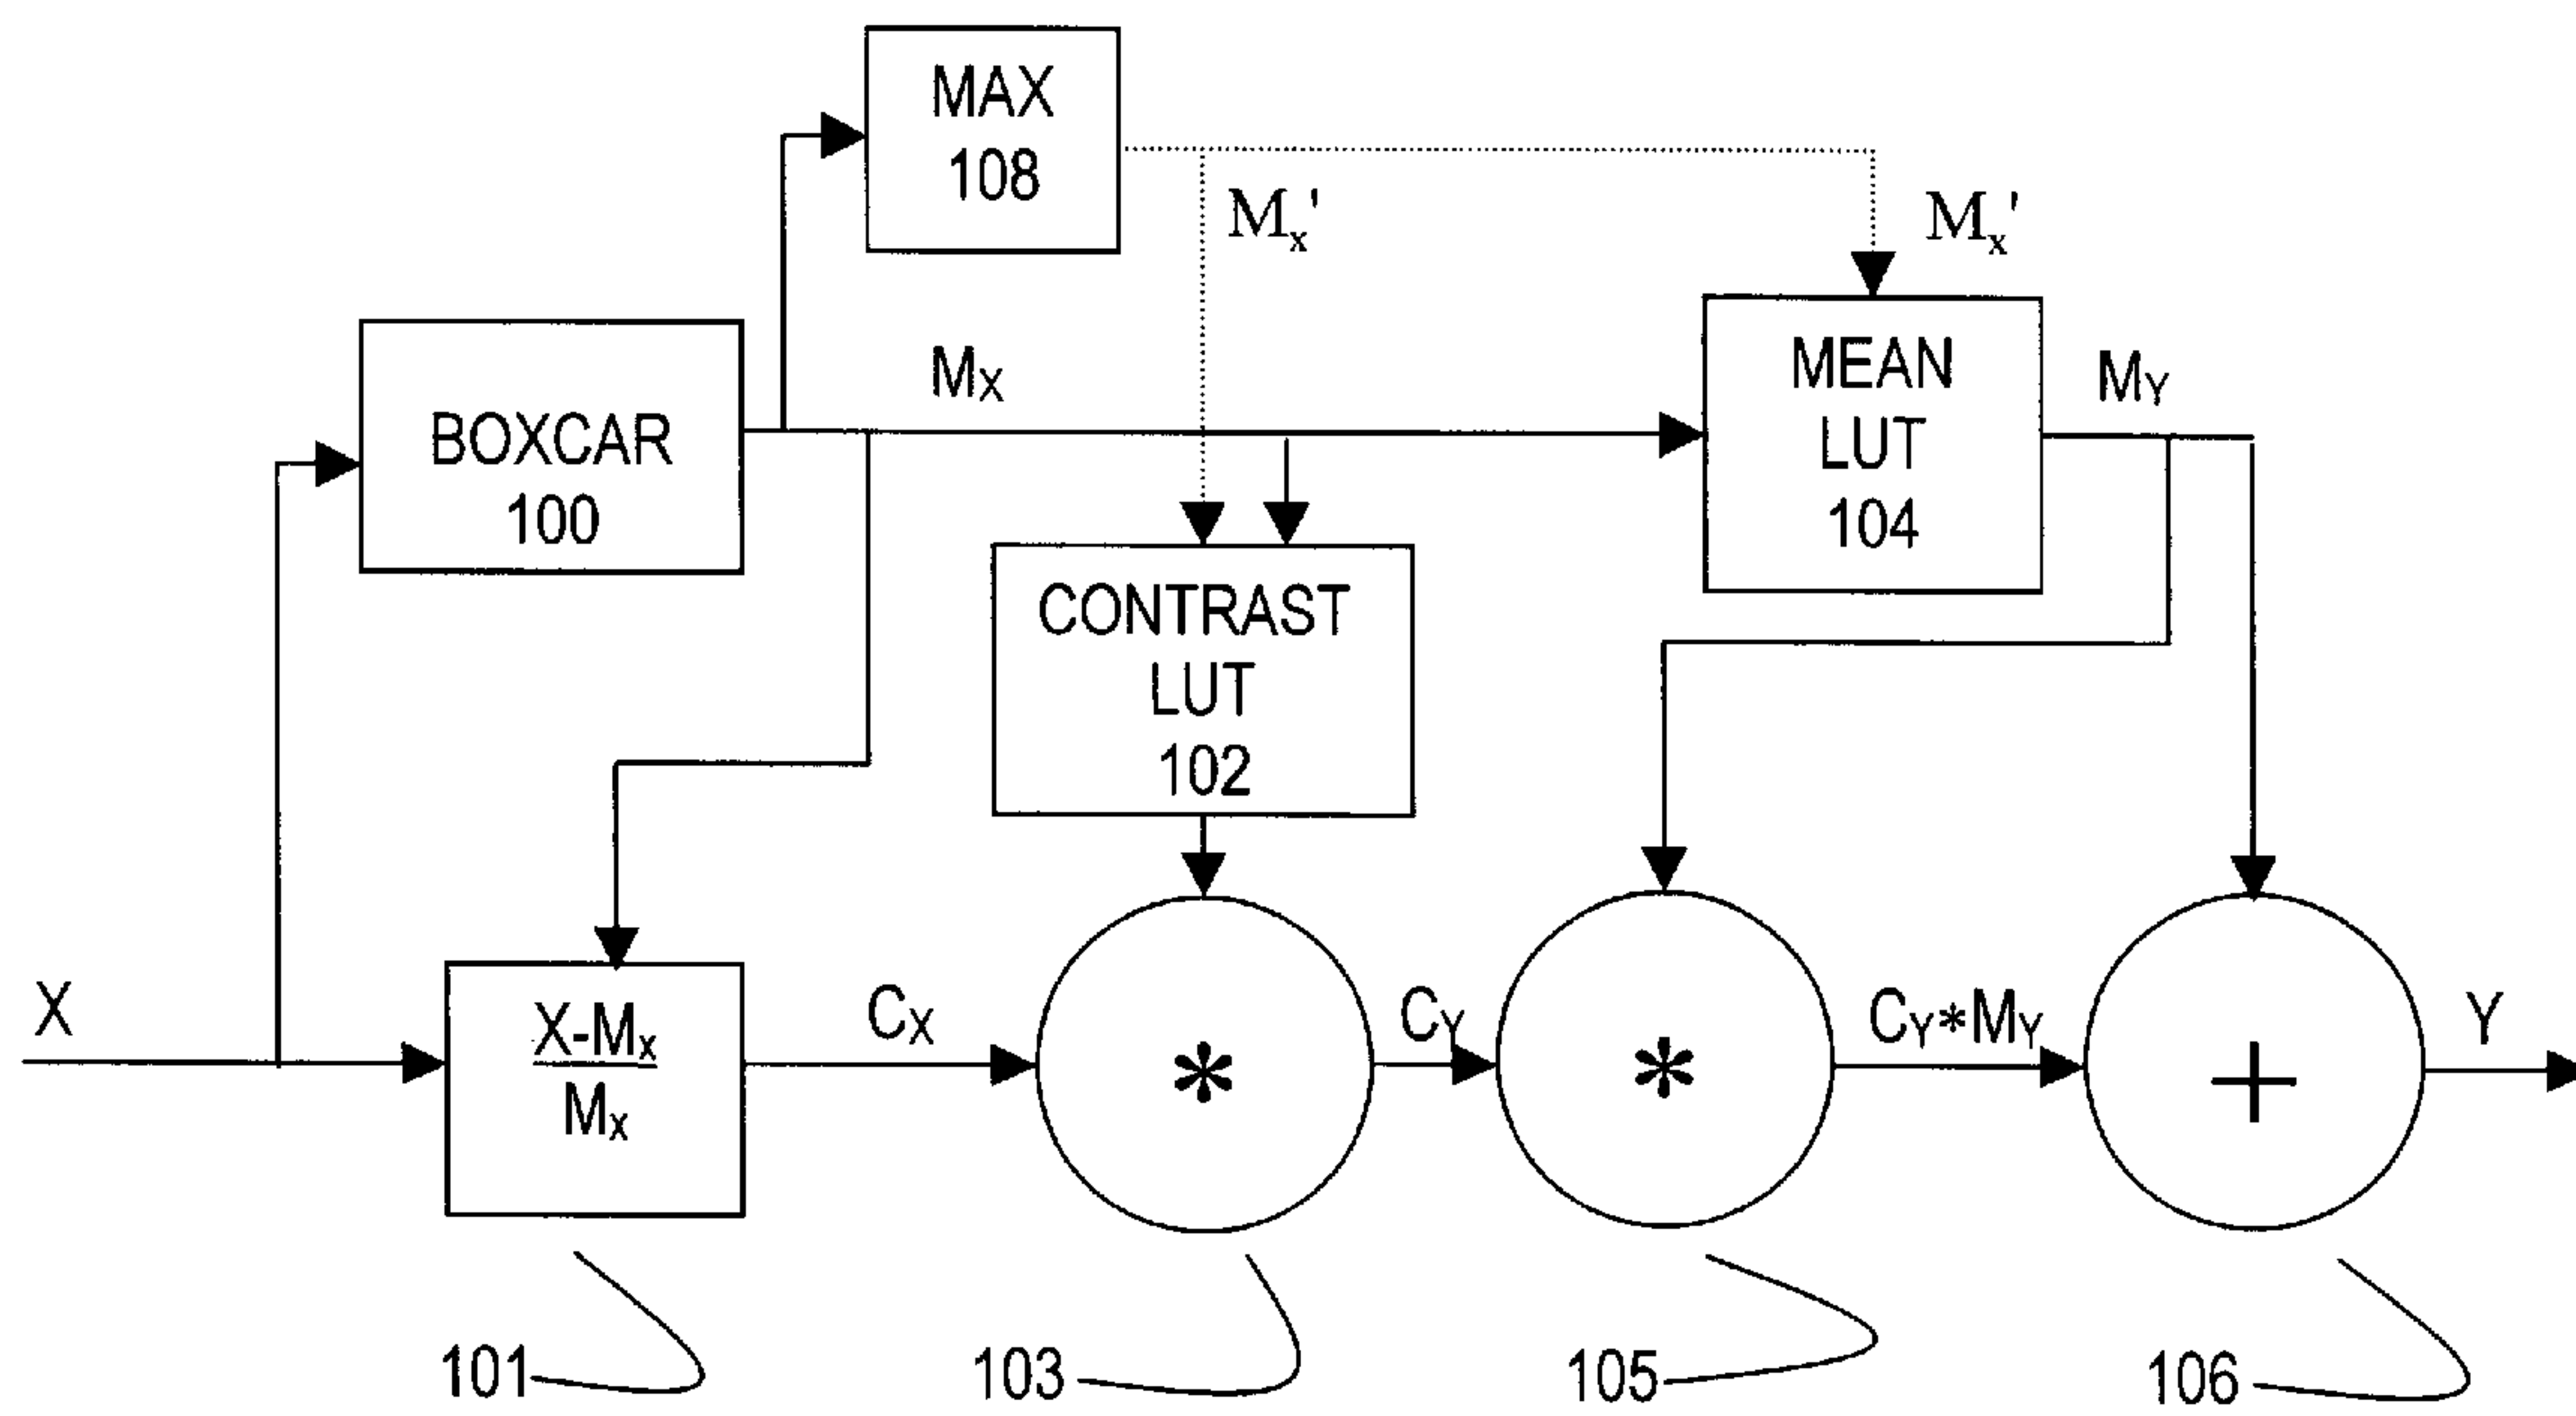 MAX
108
Mx'
Mx'
BOXCAR
100
MX
MEAN
LUT
104
MY
CONTRAST
LUT
102
X
X-Mx
Mx
CX
*
CY
*
CY*MY
+
Y
101
103
105
106